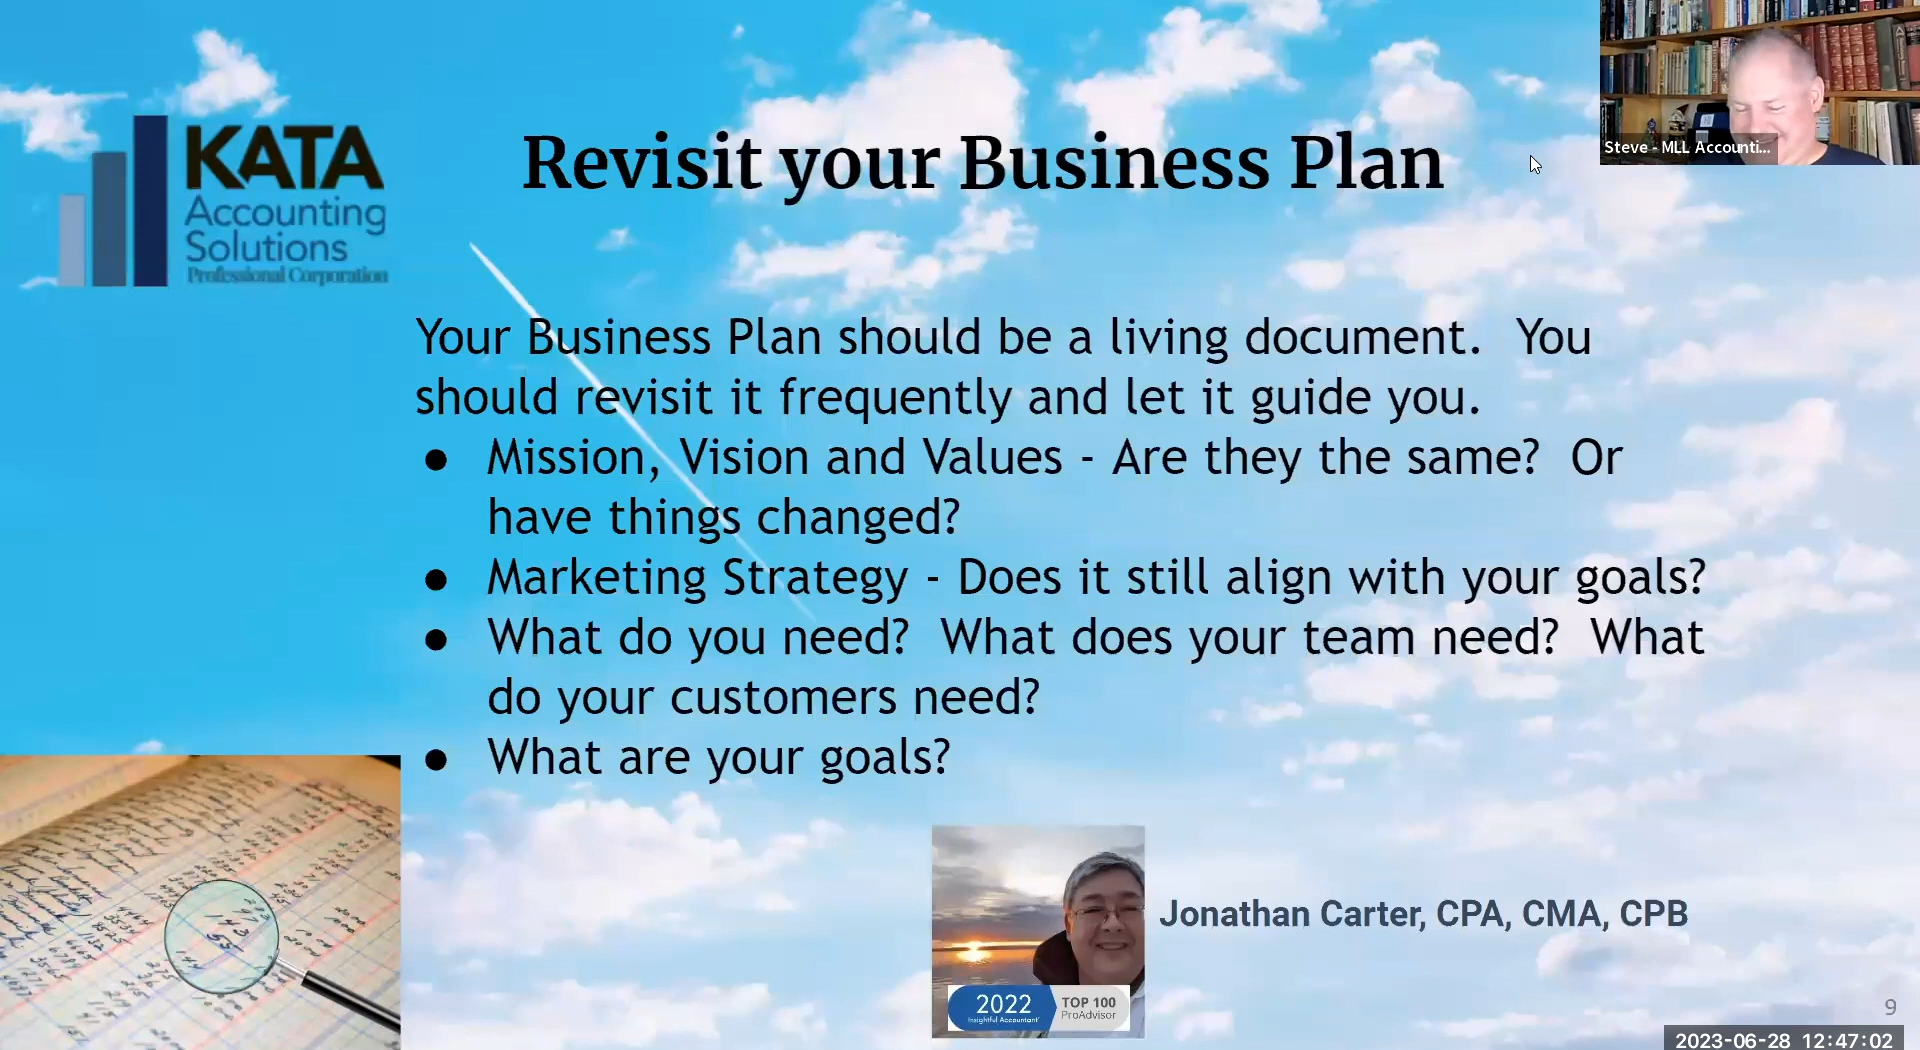 Steve - MLL Accounti...
KATA
Accounting
Solutions
Professional Corporation
Revisit your Business Plan
Your Business Plan should be a living document.  You
should revisit it frequently and let it guide you.
● Mission, Vision and Values - Are they the same?  Or
have things changed?
● Marketing Strategy - Does it still align with your goals?
● What do you need?  What does your team need?  What
do your customers need?
● What are your goals?
Jonathan Carter, CPA, CMA, CPB
2022
Insightful Accountant
TOP 100
ProAdvisor
9
2023-06-28 12:47:02